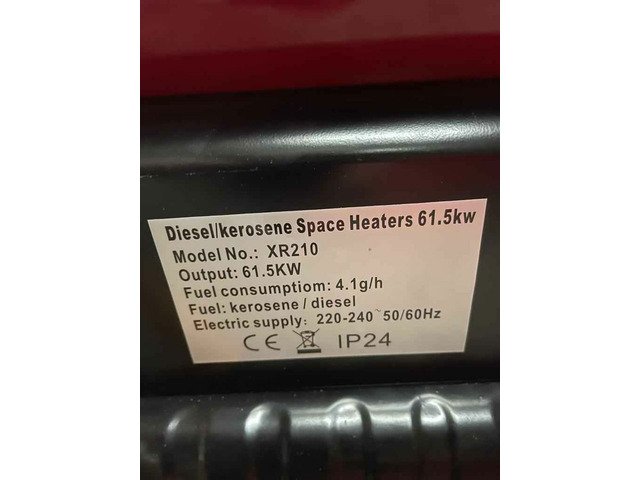 Diesel/kerosene Space Heaters 61.5kw
Model No.: XR210
Output: 61.5KW
Fuel consumptiom: 4.1g/h
Fuel: kerosene / diesel
Electric supply: 220-240~50/60Hz
CE IP24